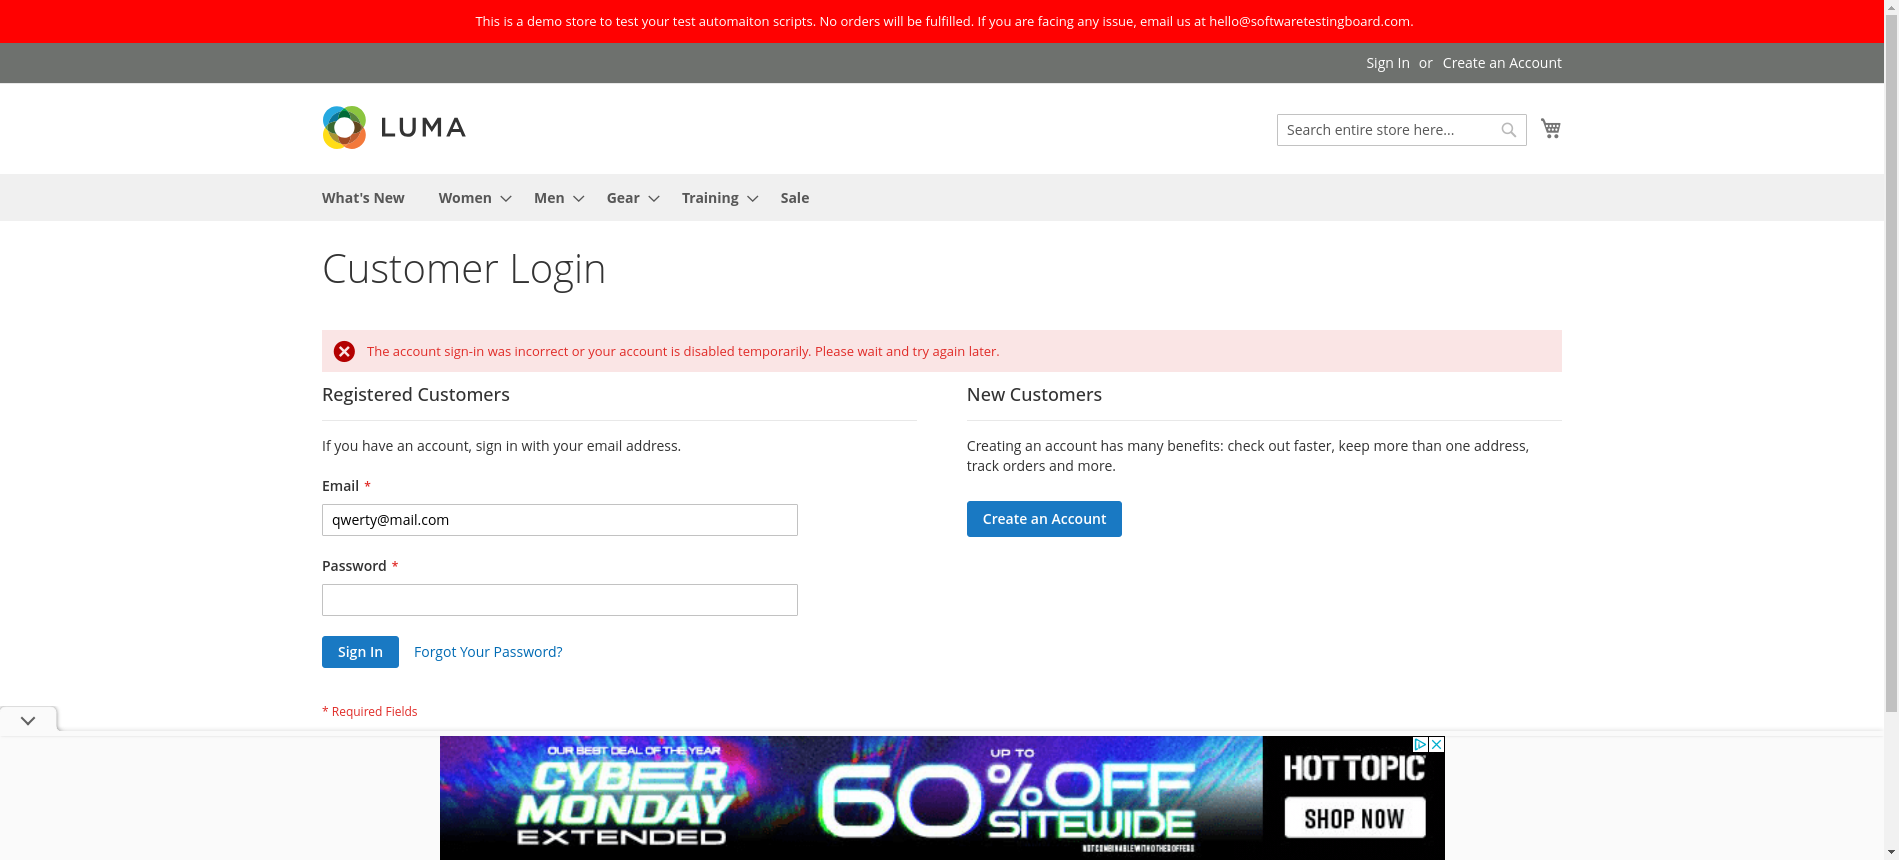 This is a demo store to test your test automaiton scripts. No orders will be fulfilled. If you are facing any issue, email us at hello@softwaretestingboard.com.
Sign In or Create an Account
LUMA
Search entire store here...
What's New Women Men Gear Training Sale
Customer Login
The account sign-in was incorrect or your account is disabled temporarily. Please wait and try again later.
Registered Customers
If you have an account, sign in with your email address.
Email *
qwerty@mail.com
Password *
Sign In Forgot Your Password?
* Required Fields
New Customers
Creating an account has many benefits: check out faster, keep more than one address,
track orders and more.
Create an Account
OUR BEST DEAL OF THE YEAR
CYBER
MONDAY
EXTENDED
UP TO
60% OFF
SITEWIDE
NOT COMBINABLE WITH OTHER OFFERS
HOT TOPIC
SHOP NOW